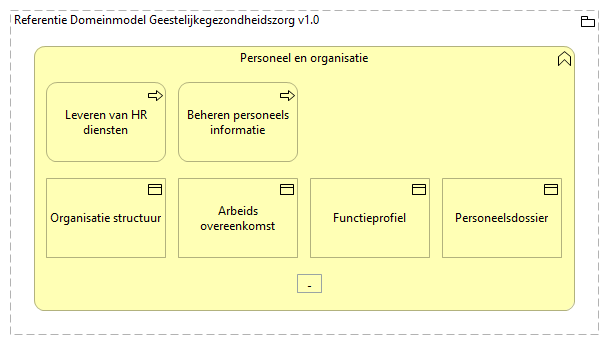 Referentie Domeinmodel Geestelijkegezondheidszorg v1.0
Personeel en organisatie
Leveren van HR
diensten
Beheren personeels
informatie
Organisatie structuur
Arbeids
overeenkomst
Functieprofiel
Personeelsdossier
-